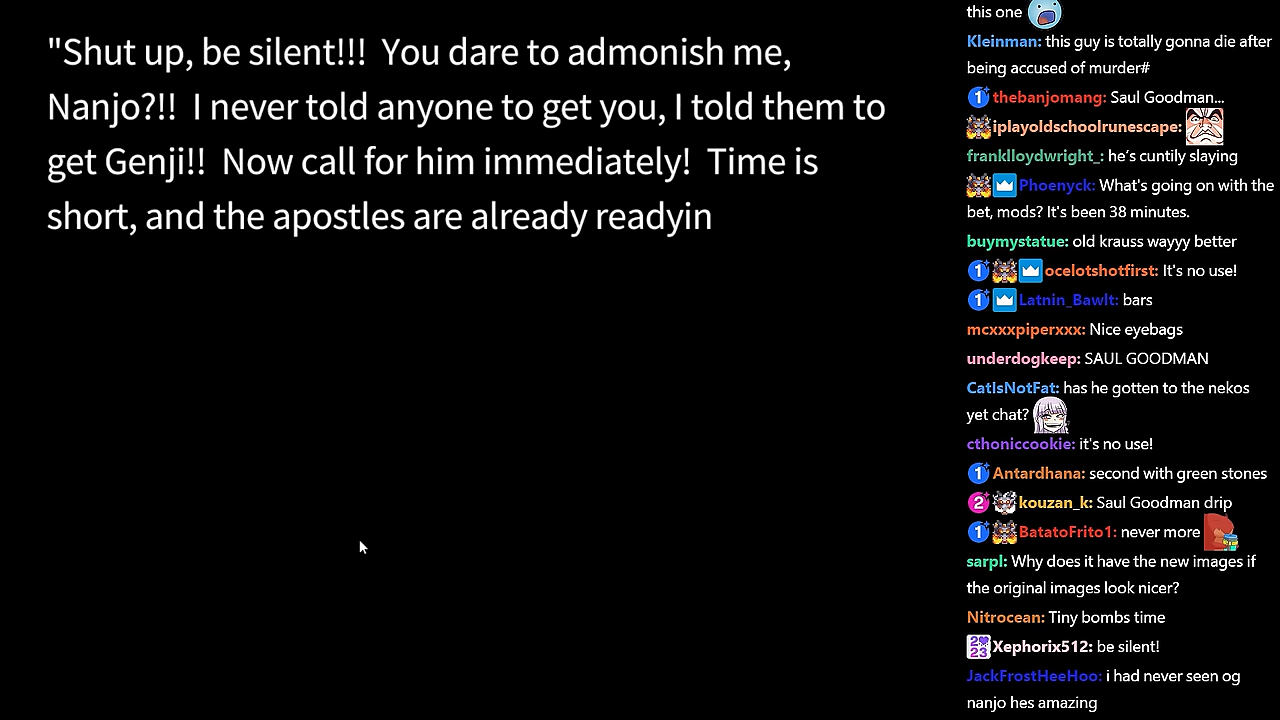 "Shut up, be silent!!!  You dare to admonish me,
Nanjo?!!  I never told anyone to get you, I told them to
get Genji!!  Now call for him immediately!  Time is
short, and the apostles are already readyin
this one
Kleinman: this guy is totally gonna die after
being accused of murder#
1 thebanjomang: Saul Goodman...
iplayoldschoolrunescape:
franklloydwright_: he's cuntily slaying
Phoenyck: What's going on with the
bet, mods? It's been 38 minutes.
buymystatue: old krauss wayyy better
1 ocelotshotfirst: It's no use!
1 Latnin_Bawlt: bars
mcxxxpiperxxx: Nice eyebags
underdogkeep: SAUL GOODMAN
CatIsNotFat: has he gotten to the nekos
yet chat?
cthoniccookie: it's no use!
1 Antardhana: second with green stones
2 kouzan_k: Saul Goodman drip
1 BatatoFrito1: never more
sarpl: Why does it have the new images if
the original images look nicer?
Nitrocean: Tiny bombs time
2023 Xephorix512: be silent!
JackFrostHeeHoo: i had never seen og
nanjo hes amazing